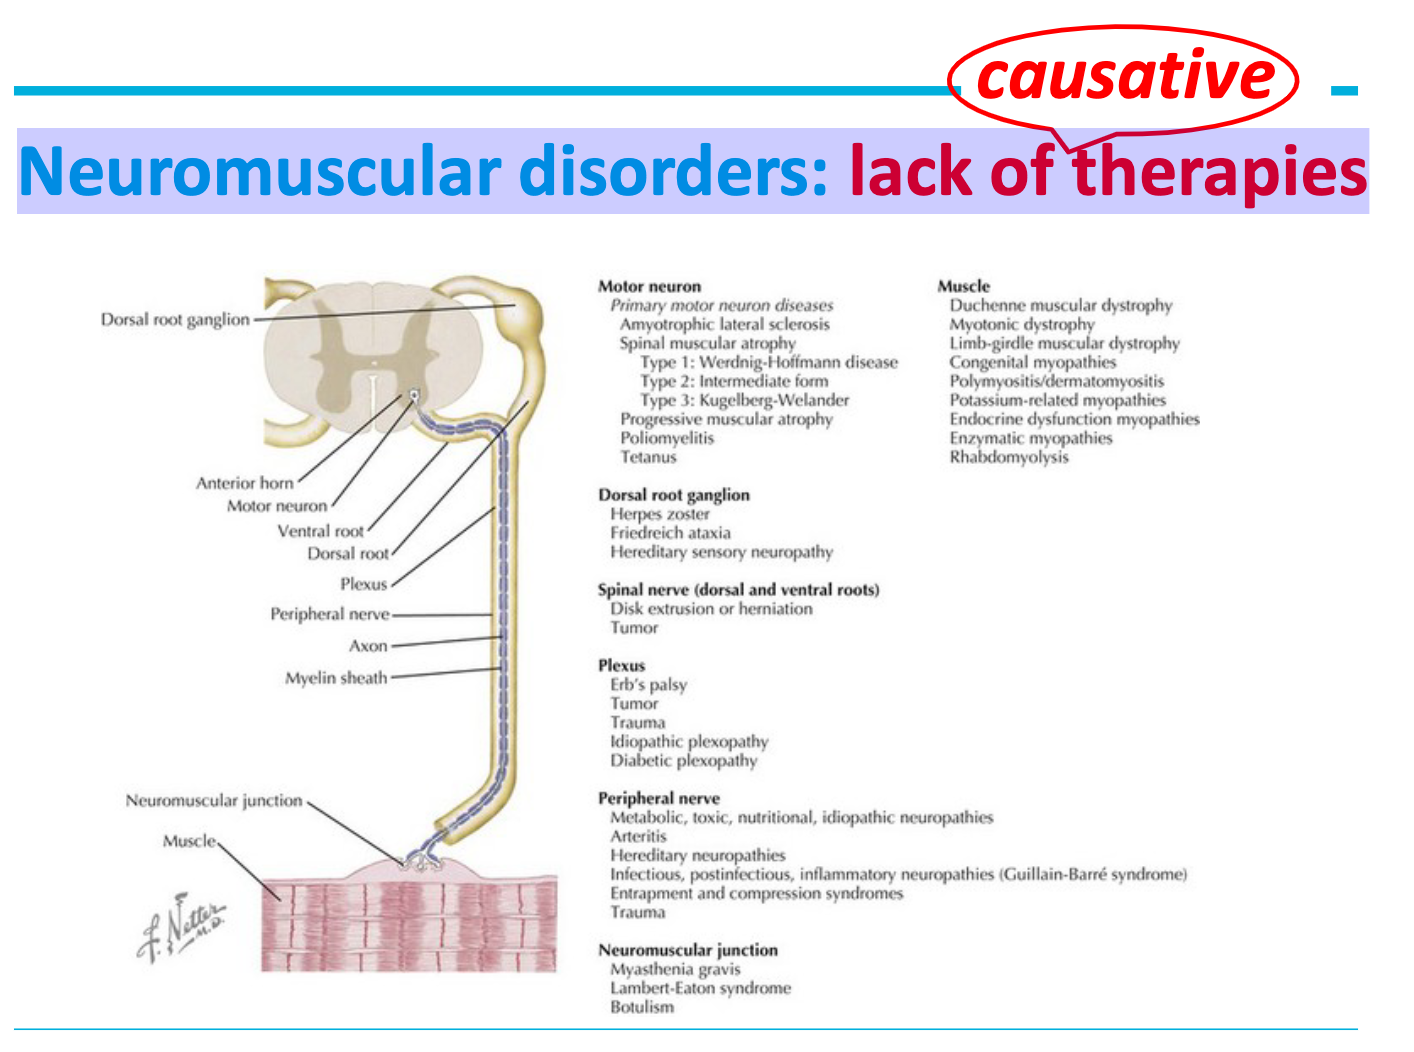 causative
Neuromuscular disorders: lack of therapies
Dorsal root ganglion
Anterior horn
Motor neuron
Ventral root
Dorsal root
Plexus
Peripheral nerve
Axon
Myelin sheath
Neuromuscular junction
Muscle
F. Netter
M.D.
Motor neuron
Primary motor neuron diseases
Amyotrophic lateral sclerosis
Spinal muscular atrophy
Type 1: Werdnig-Hoffmann disease
Type 2: Intermediate form
Type 3: Kugelberg-Welander
Progressive muscular atrophy
Poliomyelitis
Tetanus
Dorsal root ganglion
Herpes zoster
Friedreich ataxia
Hereditary sensory neuropathy
Spinal nerve (dorsal and ventral roots)
Disk extrusion or herniation
Tumor
Plexus
Erb's palsy
Tumor
Trauma
Idiopathic plexopathy
Diabetic plexopathy
Peripheral nerve
Metabolic, toxic, nutritional, idiopathic neuropathies
Arteritis
Hereditary neuropathies
Infectious, postinfectious, inflammatory neuropathies (Guillain-Barré syndrome)
Entrapment and compression syndromes
Trauma
Neuromuscular junction
Myasthenia gravis
Lambert-Eaton syndrome
Botulism
Muscle
Duchenne muscular dystrophy
Myotonic dystrophy
Limb-girdle muscular dystrophy
Congenital myopathies
Polymyositis/dermatomyositis
Potassium-related myopathies
Endocrine dysfunction myopathies
Enzymatic myopathies
Rhabdomyolysis